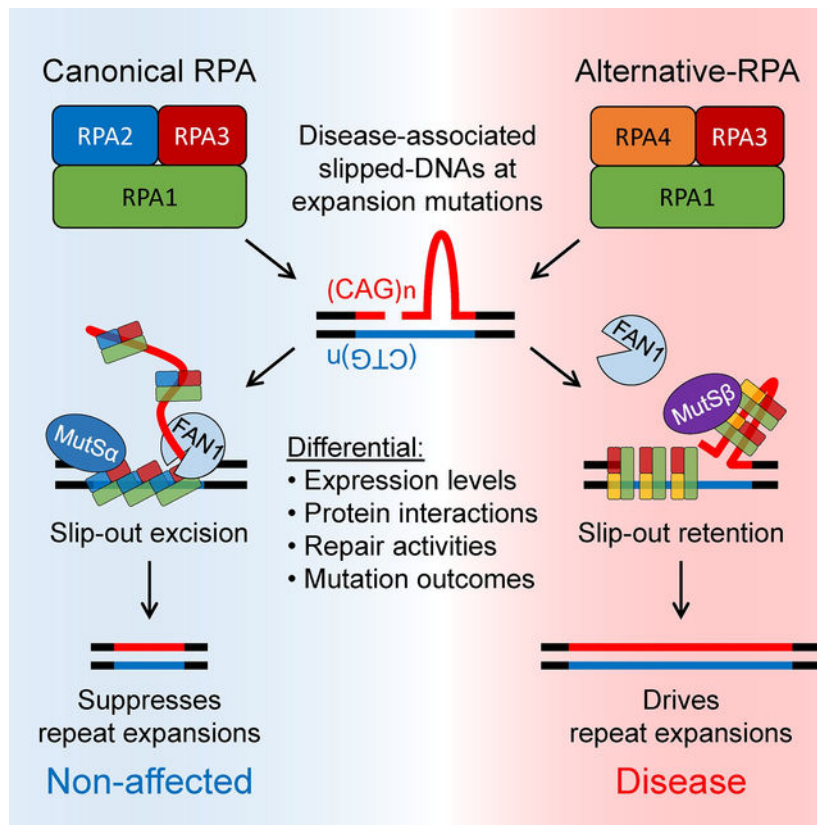 Canonical RPA
Alternative-RPA
RPA2
RPA3
RPA1
Disease-associated
slipped-DNAs at
expansion mutations
RPA4
RPA3
RPA1
(CAG)n
(CTG)n
FAN1
MutSα
FAN1
MutSβ
Slip-out excision
Differential:
• Expression levels
• Protein interactions
• Repair activities
• Mutation outcomes
Slip-out retention
Suppresses
repeat expansions
Non-affected
Drives
repeat expansions
Disease